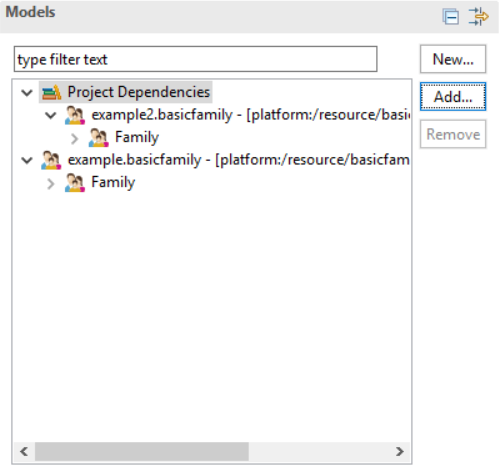 Models
type filter text
New...
Project Dependencies
Add...
example2.basicfamily - [platform:/resource/basi
Family
Remove
example.basicfamily - [platform:/resource/basicfam
Family